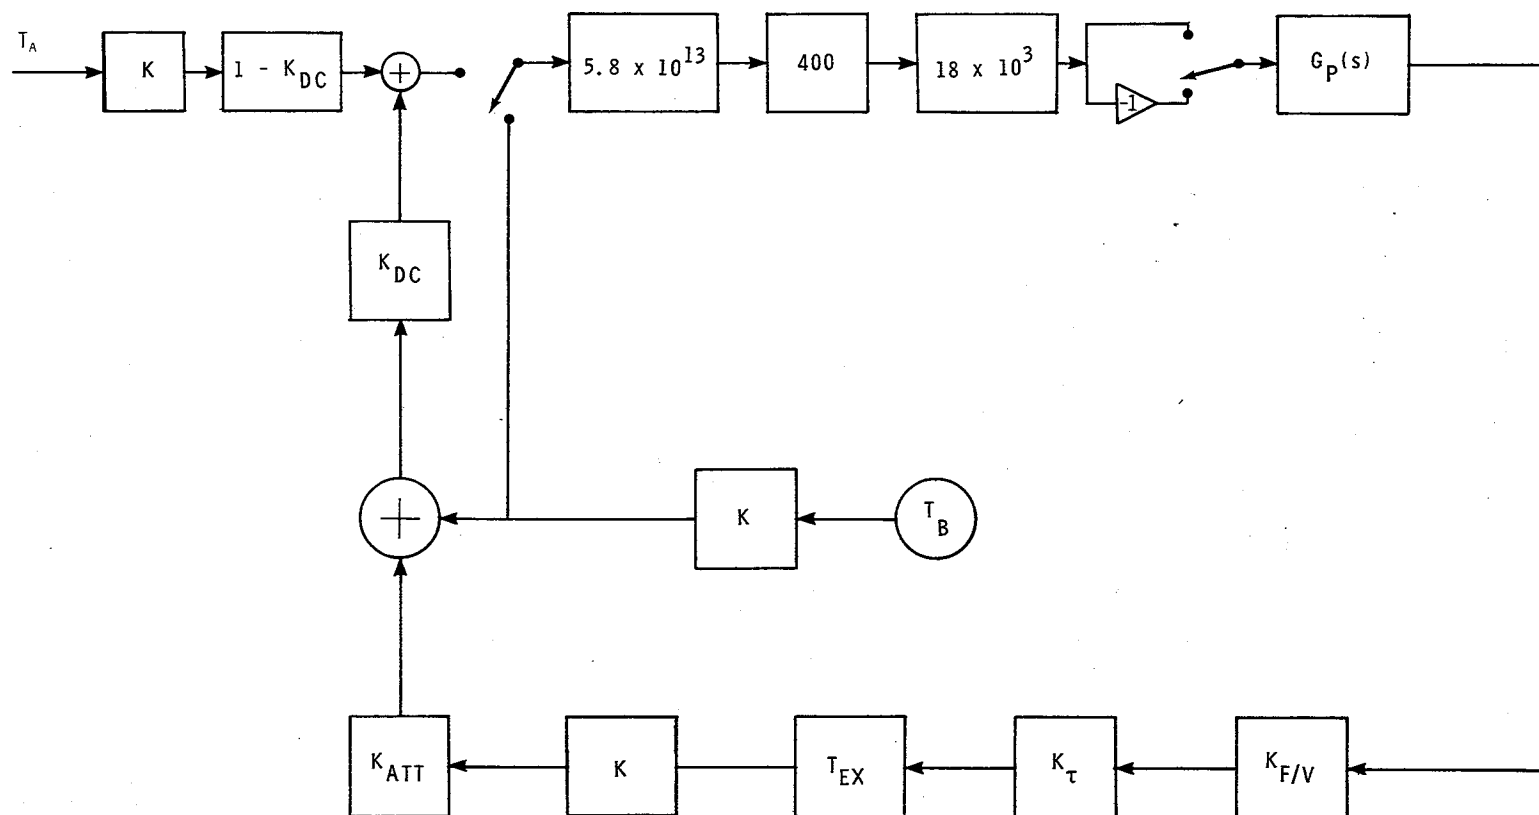 T_A
K
1 - K_DC
+
5.8 x 10^13
400
18 x 10^3
-1
G_P(s)
K_DC
+
K
T_B
K_ATT
K
T_EX
K_τ
K_F/V